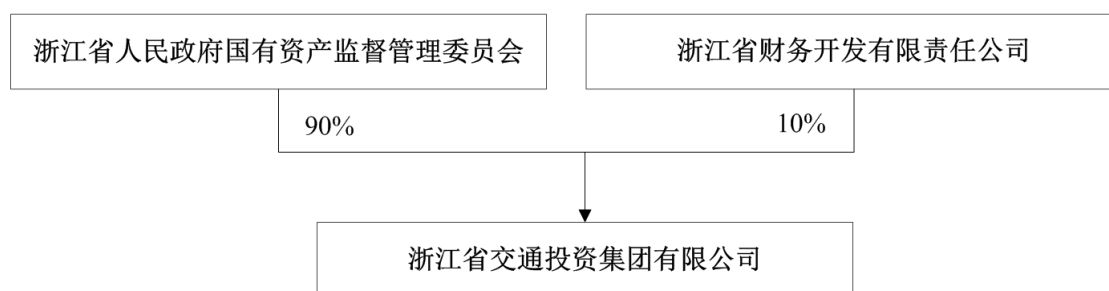 浙江省人民政府国有资产监督管理委员会
浙江省财务开发有限责任公司
90%
10%
浙江省交通投资集团有限公司